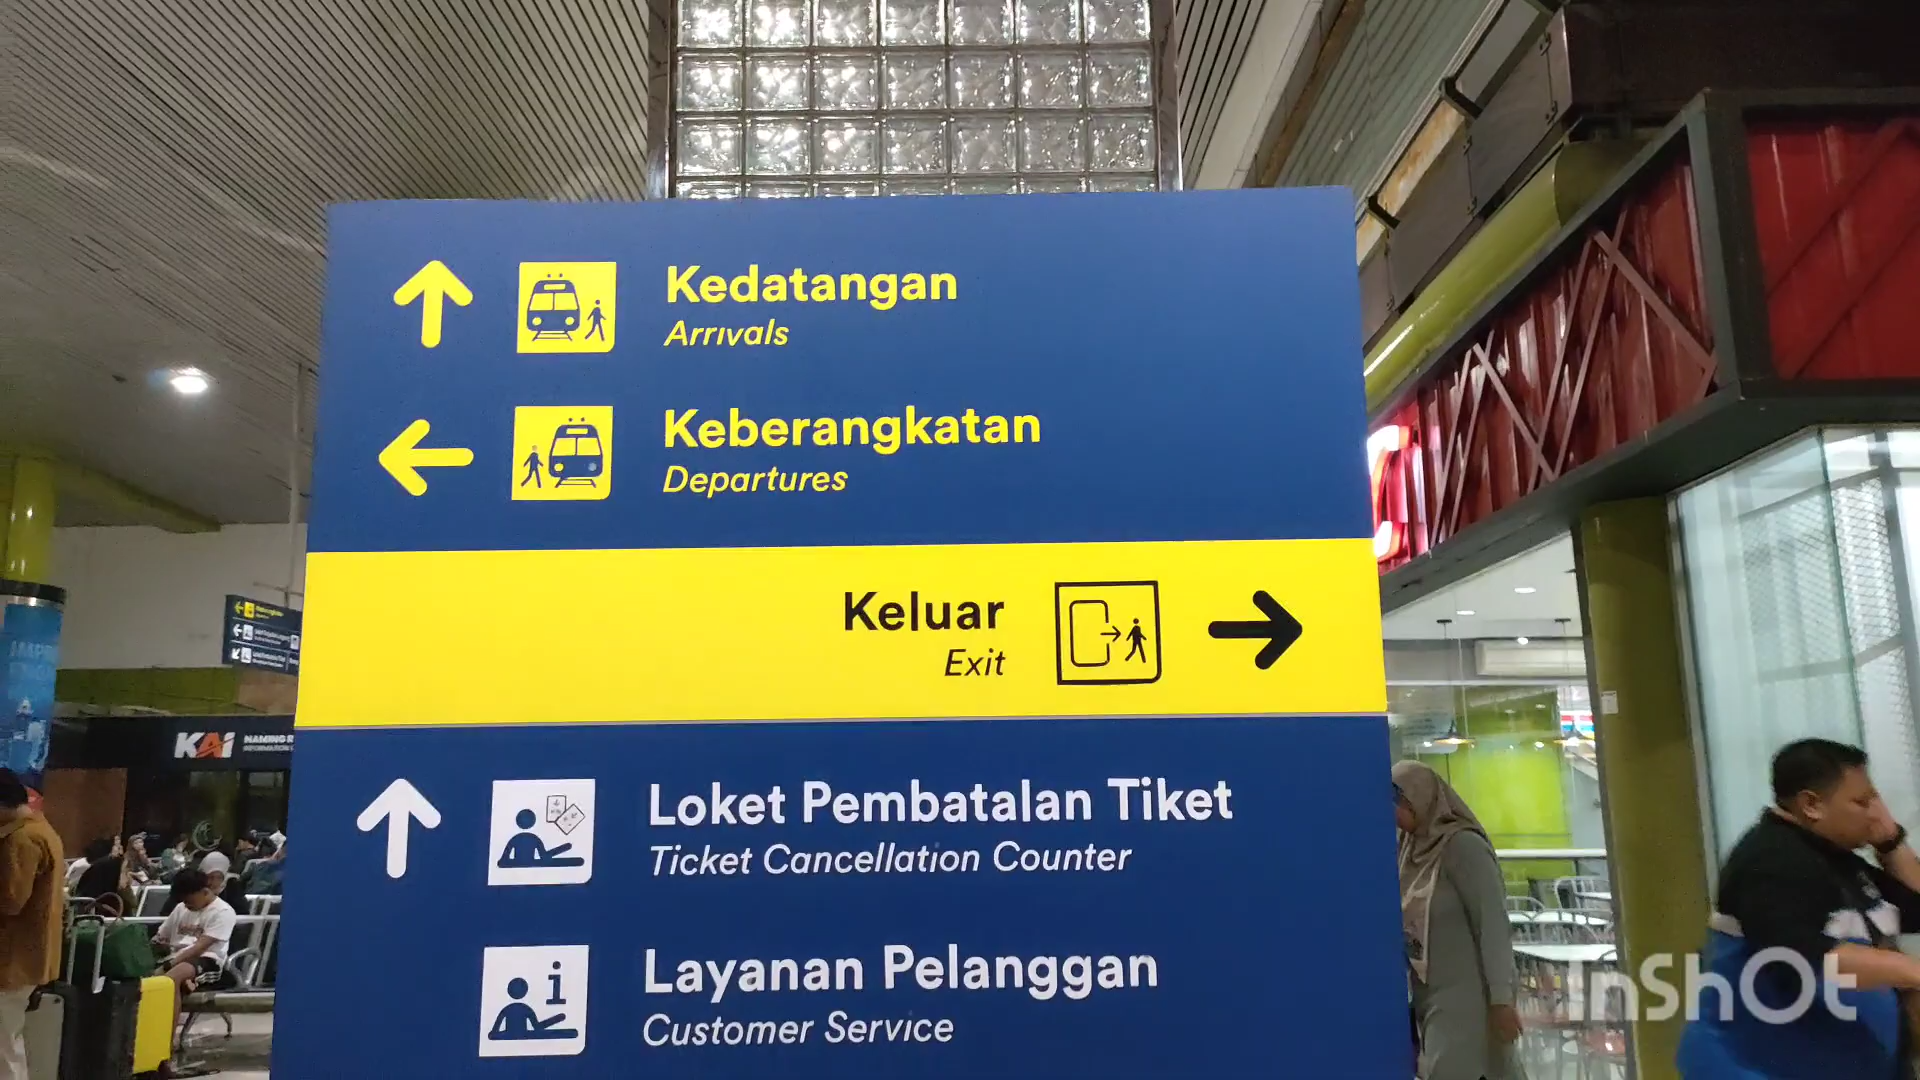 Kedatangan
Arrivals
Keberangkatan
Departures
Keluar
Exit
Loket Pembatalan Tiket
Ticket Cancellation Counter
Layanan Pelanggan
Customer Service
KAI
InShOt